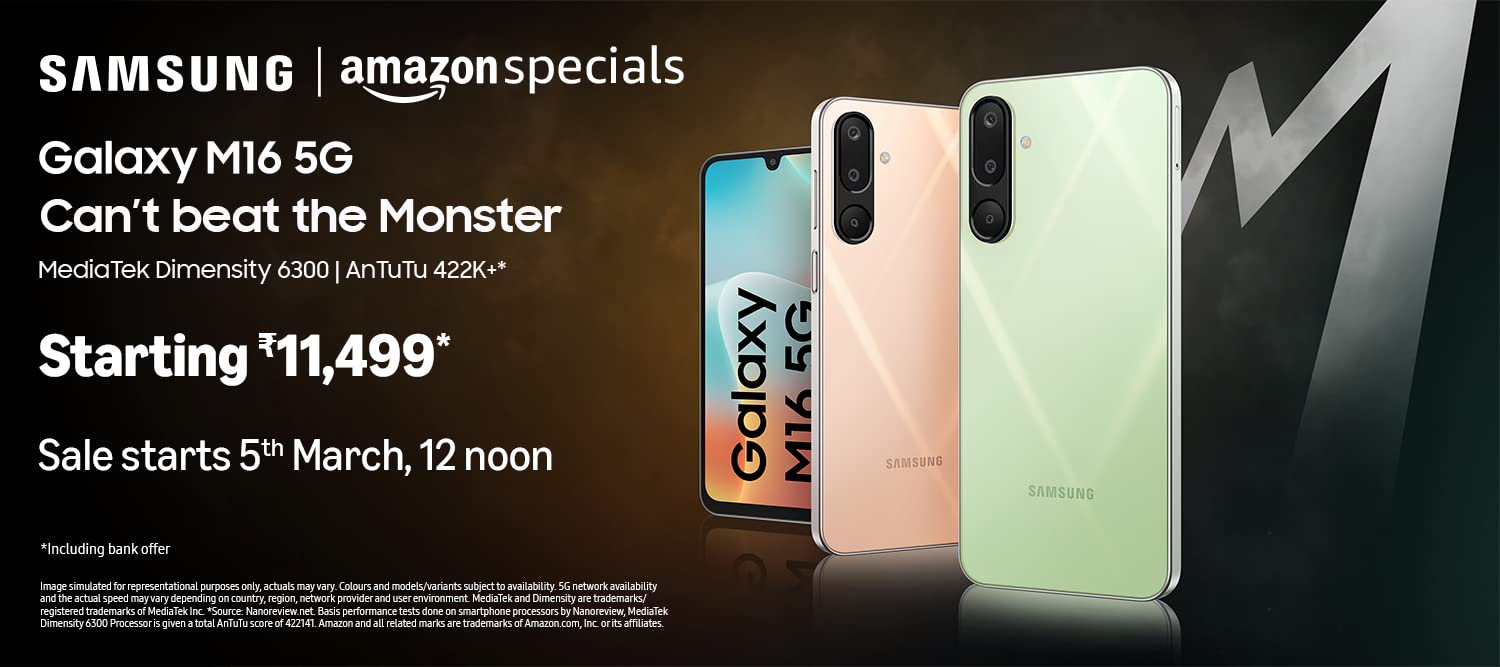 SAMSUNG | amazonspecials
Galaxy M16 5G
Can't beat the Monster
MediaTek Dimensity 6300 | AnTuTu 422K+*
Starting ₹11,499*
Sale starts 5th March, 12 noon
*Including bank offer
Image simulated for representational purposes only, actuals may vary. Colours and models/variants subject to availability. 5G network availability
and the actual speed may vary depending on country, region, network provider and user environment. MediaTek and Dimensity are trademarks/
registered trademarks of MediaTek Inc. *Source: Nanoreview.net. Basis performance tests done on smartphone processors by Nanoreview, MediaTek
Dimensity 6300 Processor is given a total AnTuTu score of 422141. Amazon and all related marks are trademarks of Amazon.com, Inc. or its affiliates.
Galaxy
M16 5G
SAMSUNG
SAMSUNG